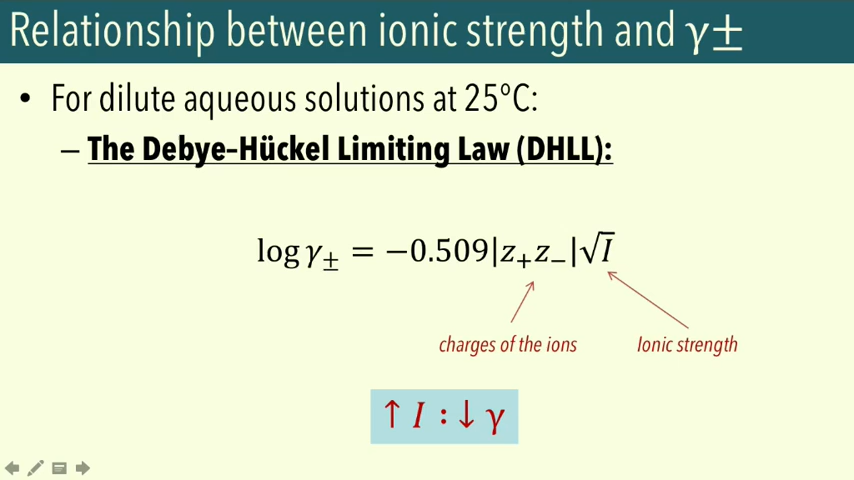 Relationship between ionic strength and γ±
• For dilute aqueous solutions at 25°C:
– The Debye–Hückel Limiting Law (DHLL):
log γ± = −0.509|z₊z₋|√I
charges of the ions
Ionic strength
↑ I : ↓ γ